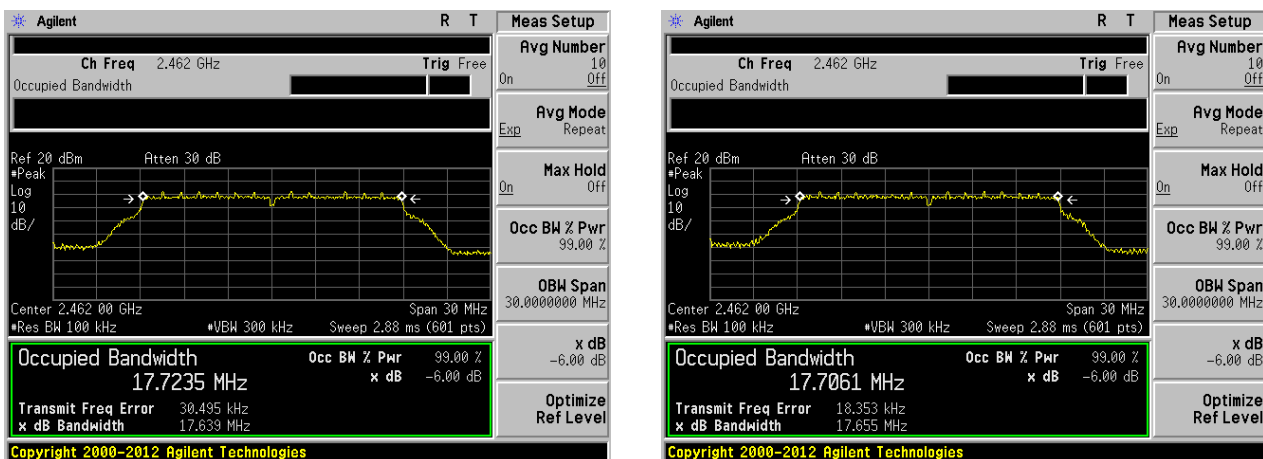 Agilent R T
Ch Freq 2.462 GHz Trig Free
Occupied Bandwidth
Ref 20 dBm Atten 30 dB
#Peak
Log
10
dB/
Center 2.462 00 GHz Span 30 MHz
#Res BW 100 kHz #VBW 300 kHz Sweep 2.88 ms (601 pts)
Occupied Bandwidth Occ BW % Pwr 99.00 %
17.7235 MHz x dB -6.00 dB
Transmit Freq Error 30.495 kHz
x dB Bandwidth 17.639 MHz
Copyright 2000-2012 Agilent Technologies
Meas Setup
Avg Number
10
On Off
Avg Mode
Exp Repeat
Max Hold
On Off
Occ BW % Pwr
99.00 %
OBW Span
30.0000000 MHz
x dB
-6.00 dB
Optimize
Ref Level
Agilent R T
Ch Freq 2.462 GHz Trig Free
Occupied Bandwidth
Ref 20 dBm Atten 30 dB
#Peak
Log
10
dB/
Center 2.462 00 GHz Span 30 MHz
#Res BW 100 kHz #VBW 300 kHz Sweep 2.88 ms (601 pts)
Occupied Bandwidth Occ BW % Pwr 99.00 %
17.7061 MHz x dB -6.00 dB
Transmit Freq Error 18.353 kHz
x dB Bandwidth 17.655 MHz
Copyright 2000-2012 Agilent Technologies
Meas Setup
Avg Number
10
On Off
Avg Mode
Exp Repeat
Max Hold
On Off
Occ BW % Pwr
99.00 %
OBW Span
30.0000000 MHz
x dB
-6.00 dB
Optimize
Ref Level